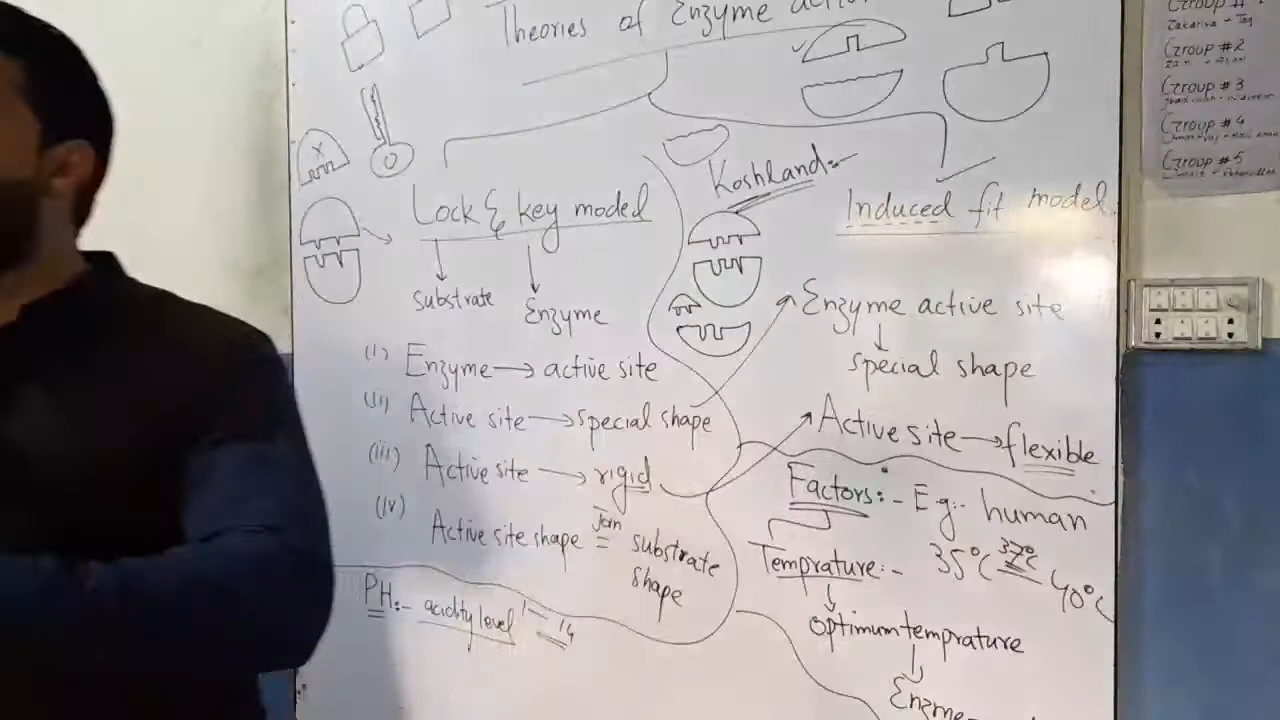 Theories of Enzyme action
Lock & key model
substrate
Enzyme
(i) Enzyme → active site
(ii) Active site → special shape
(iii) Active site → rigid
(iv) Active site shape = substrate
shape
PH:- acidity level 1 - 14
Koshland:-
Induced fit model
Enzyme active site
special shape
Active site → flexible
Factors:- E.g:- human
Temprature:- 35°C 37°C 40°C
optimum temprature
Group #2
Group #3
Group #4
Group #5